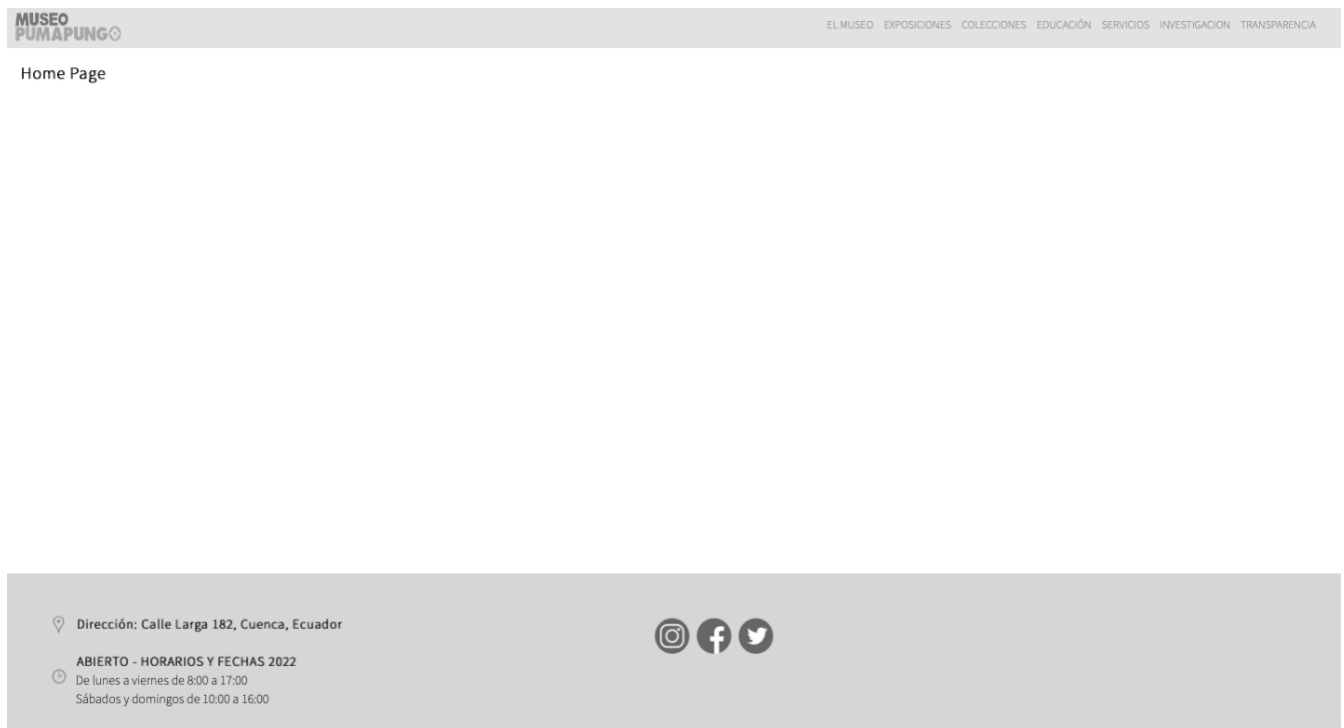 MUSEO
PUMAPUNGO
EL MUSEO EXPOSICIONES COLECCIONES EDUCACIÓN SERVICIOS INVESTIGACION TRANSPARENCIA
Home Page
Dirección: Calle Larga 182, Cuenca, Ecuador
ABIERTO - HORARIOS Y FECHAS 2022
De lunes a viernes de 8:00 a 17:00
Sábados y domingos de 10:00 a 16:00